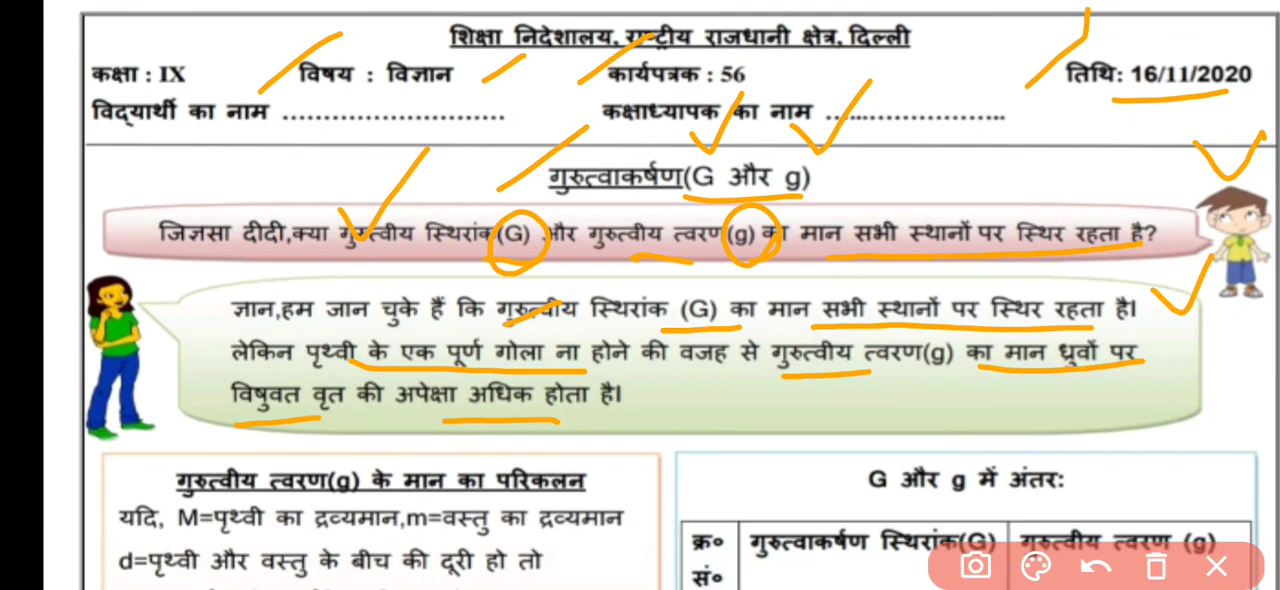 शिक्षा निदेशालय, राष्ट्रीय राजधानी क्षेत्र, दिल्ली
कक्षा : IX विषय : विज्ञान कार्यपत्रक : 56 तिथि: 16/11/2020
विद्यार्थी का नाम ........................... कक्षाध्यापक का नाम ......................
गुरुत्वाकर्षण(G और g)
जिज्ञसा दीदी,क्या गुरुत्वीय स्थिरांक(G) और गुरुत्वीय त्वरण(g) का मान सभी स्थानों पर स्थिर रहता है?
ज्ञान,हम जान चुके हैं कि गुरुत्वीय स्थिरांक (G) का मान सभी स्थानों पर स्थिर रहता है।
लेकिन पृथ्वी के एक पूर्ण गोला ना होने की वजह से गुरुत्वीय त्वरण(g) का मान ध्रुवों पर
विषुवत वृत की अपेक्षा अधिक होता है।
गुरुत्वीय त्वरण(g) के मान का परिकलन
यदि, M=पृथ्वी का द्रव्यमान,m=वस्तु का द्रव्यमान
d=पृथ्वी और वस्तु के बीच की दूरी हो तो
G और g में अंतर:
क्र० गुरुत्वाकर्षण स्थिरांक(G) गुरुत्वीय त्वरण (g)
सं०